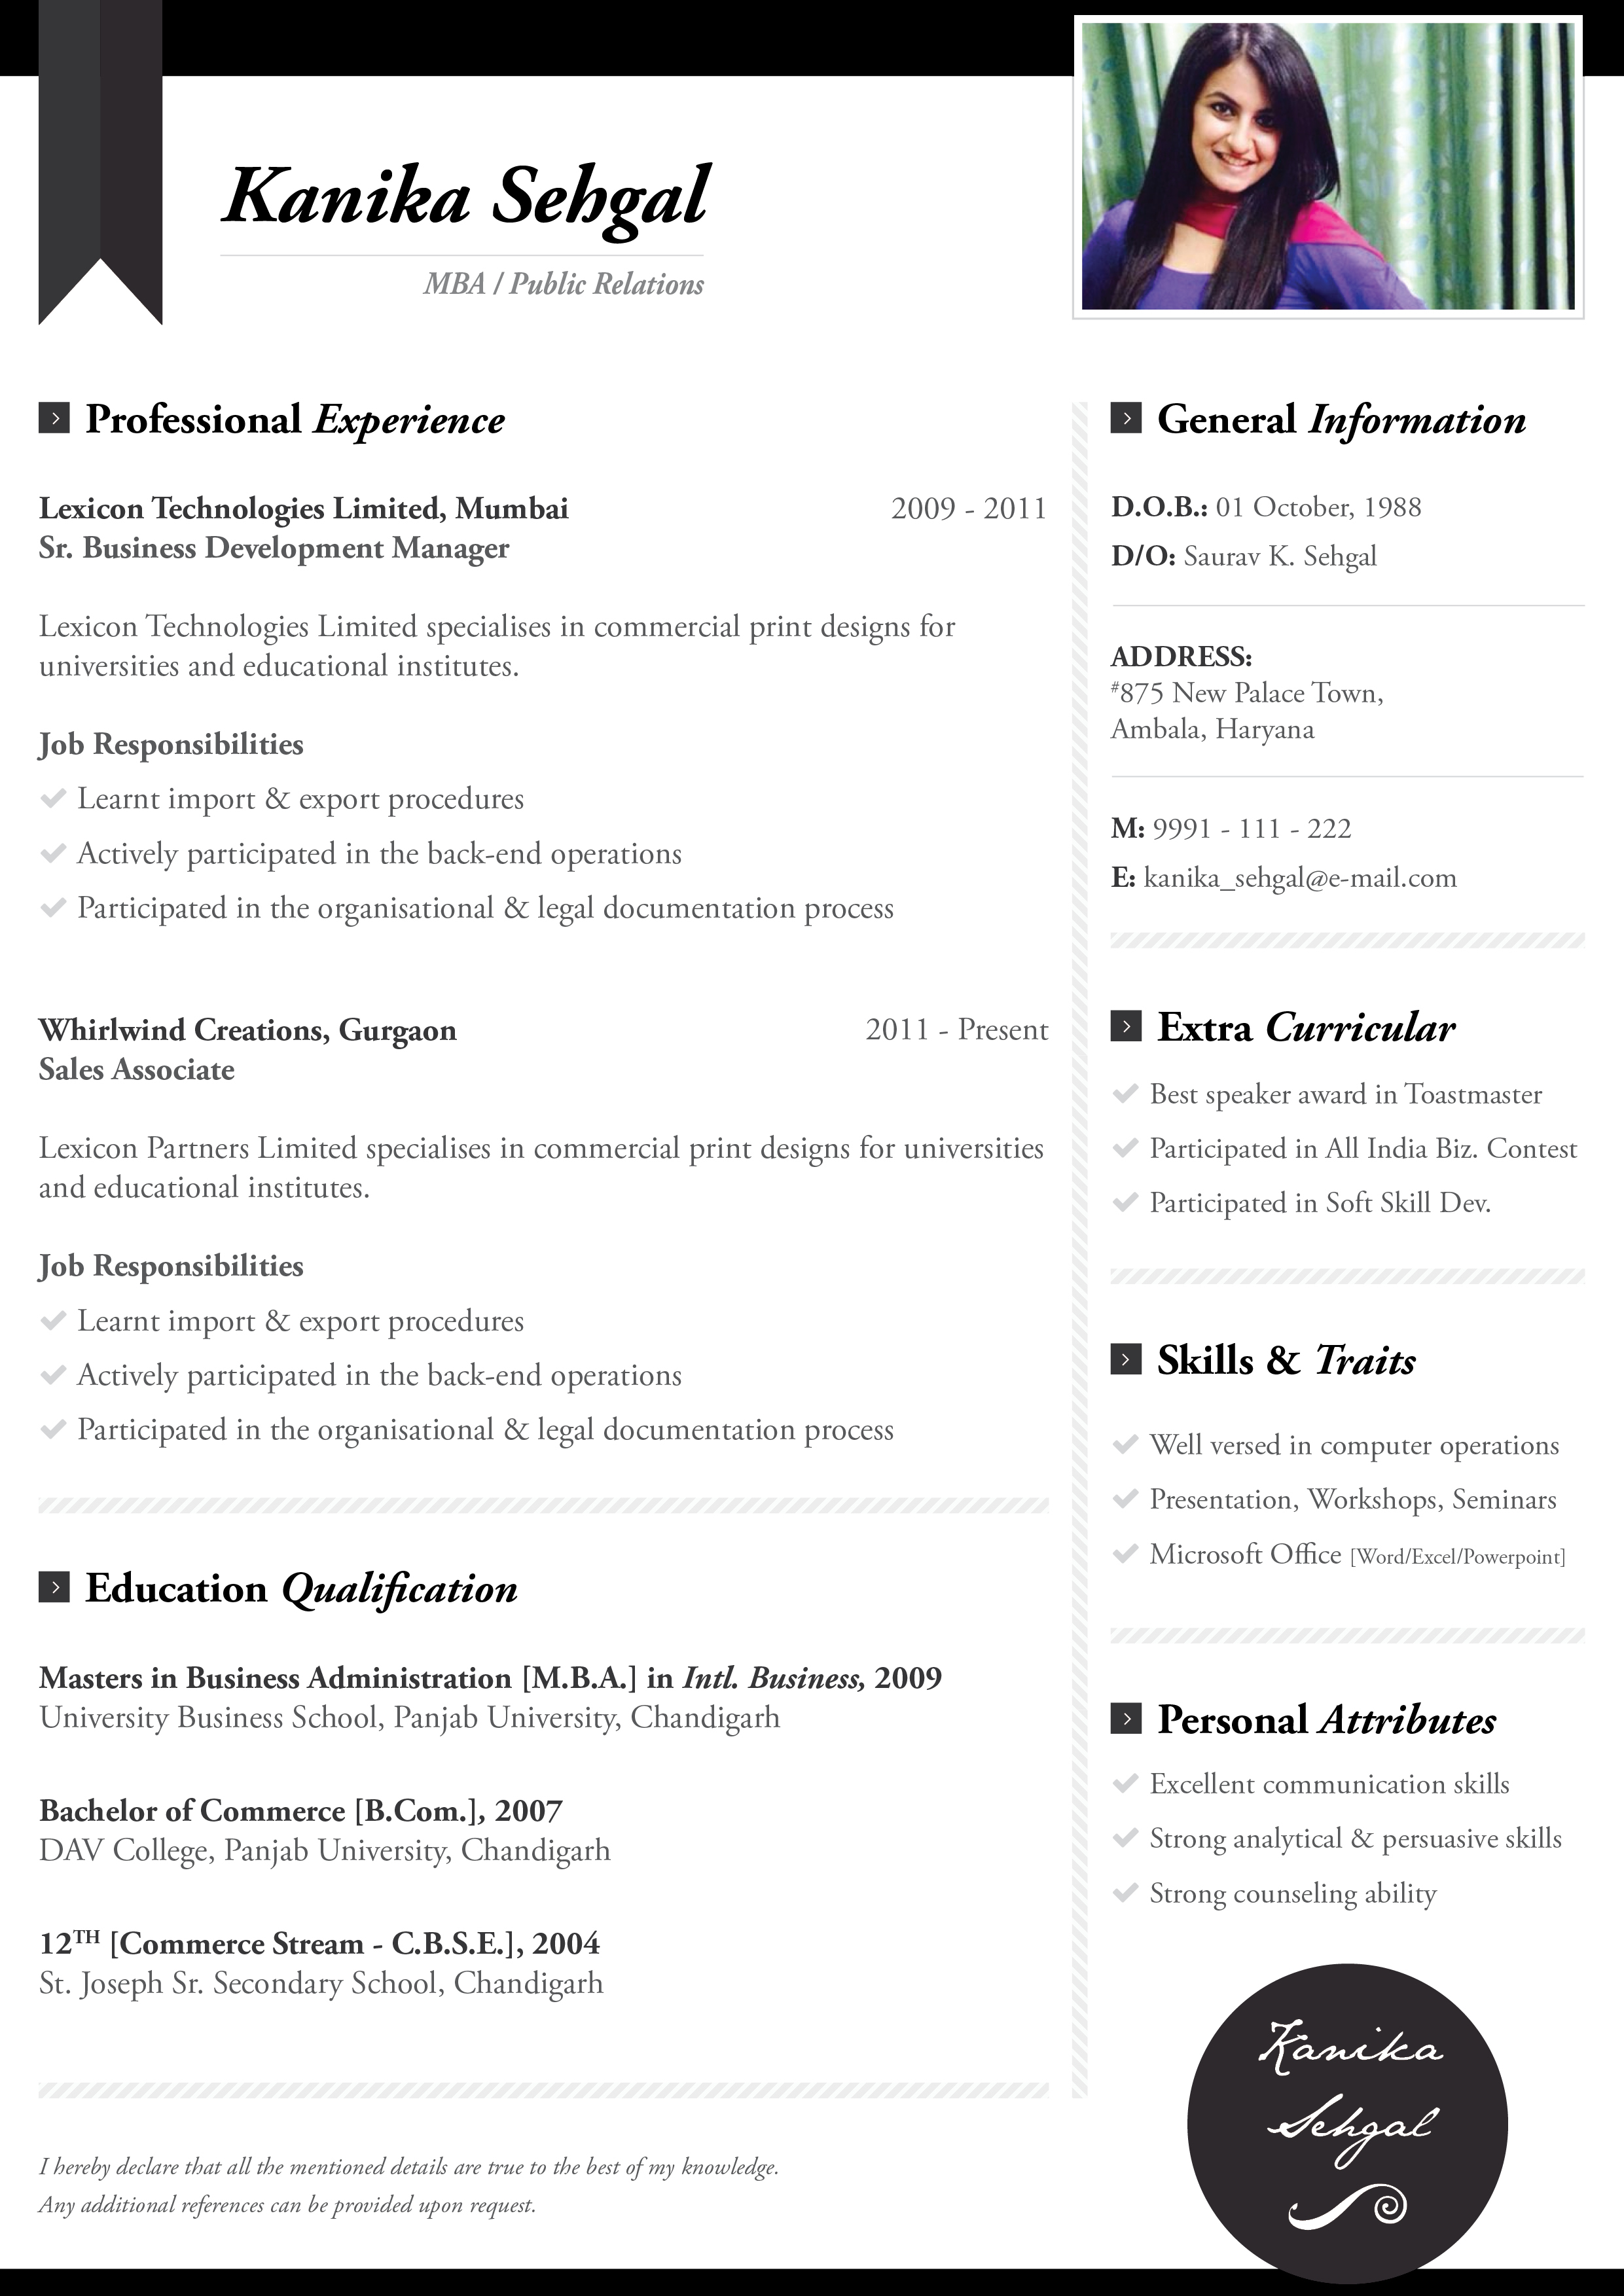 Kanika Sehgal
MBA / Public Relations
Professional Experience
Lexicon Technologies Limited, Mumbai 2009 - 2011
Sr. Business Development Manager
Lexicon Technologies Limited specialises in commercial print designs for
universities and educational institutes.
Job Responsibilities
Learnt import & export procedures
Actively participated in the back-end operations
Participated in the organisational & legal documentation process
Whirlwind Creations, Gurgaon 2011 - Present
Sales Associate
Lexicon Partners Limited specialises in commercial print designs for universities
and educational institutes.
Job Responsibilities
Learnt import & export procedures
Actively participated in the back-end operations
Participated in the organisational & legal documentation process
Education Qualification
Masters in Business Administration [M.B.A.] in Intl. Business, 2009
University Business School, Panjab University, Chandigarh
Bachelor of Commerce [B.Com.], 2007
DAV College, Panjab University, Chandigarh
12TH [Commerce Stream - C.B.S.E.], 2004
St. Joseph Sr. Secondary School, Chandigarh
I hereby declare that all the mentioned details are true to the best of my knowledge.
Any additional references can be provided upon request.
General Information
D.O.B.: 01 October, 1988
D/O: Saurav K. Sehgal
ADDRESS:
#875 New Palace Town,
Ambala, Haryana
M: 9991 - 111 - 222
E: kanika_sehgal@e-mail.com
Extra Curricular
Best speaker award in Toastmaster
Participated in All India Biz. Contest
Participated in Soft Skill Dev.
Skills & Traits
Well versed in computer operations
Presentation, Workshops, Seminars
Microsoft Office [Word/Excel/Powerpoint]
Personal Attributes
Excellent communication skills
Strong analytical & persuasive skills
Strong counseling ability
Kanika
Sehgal